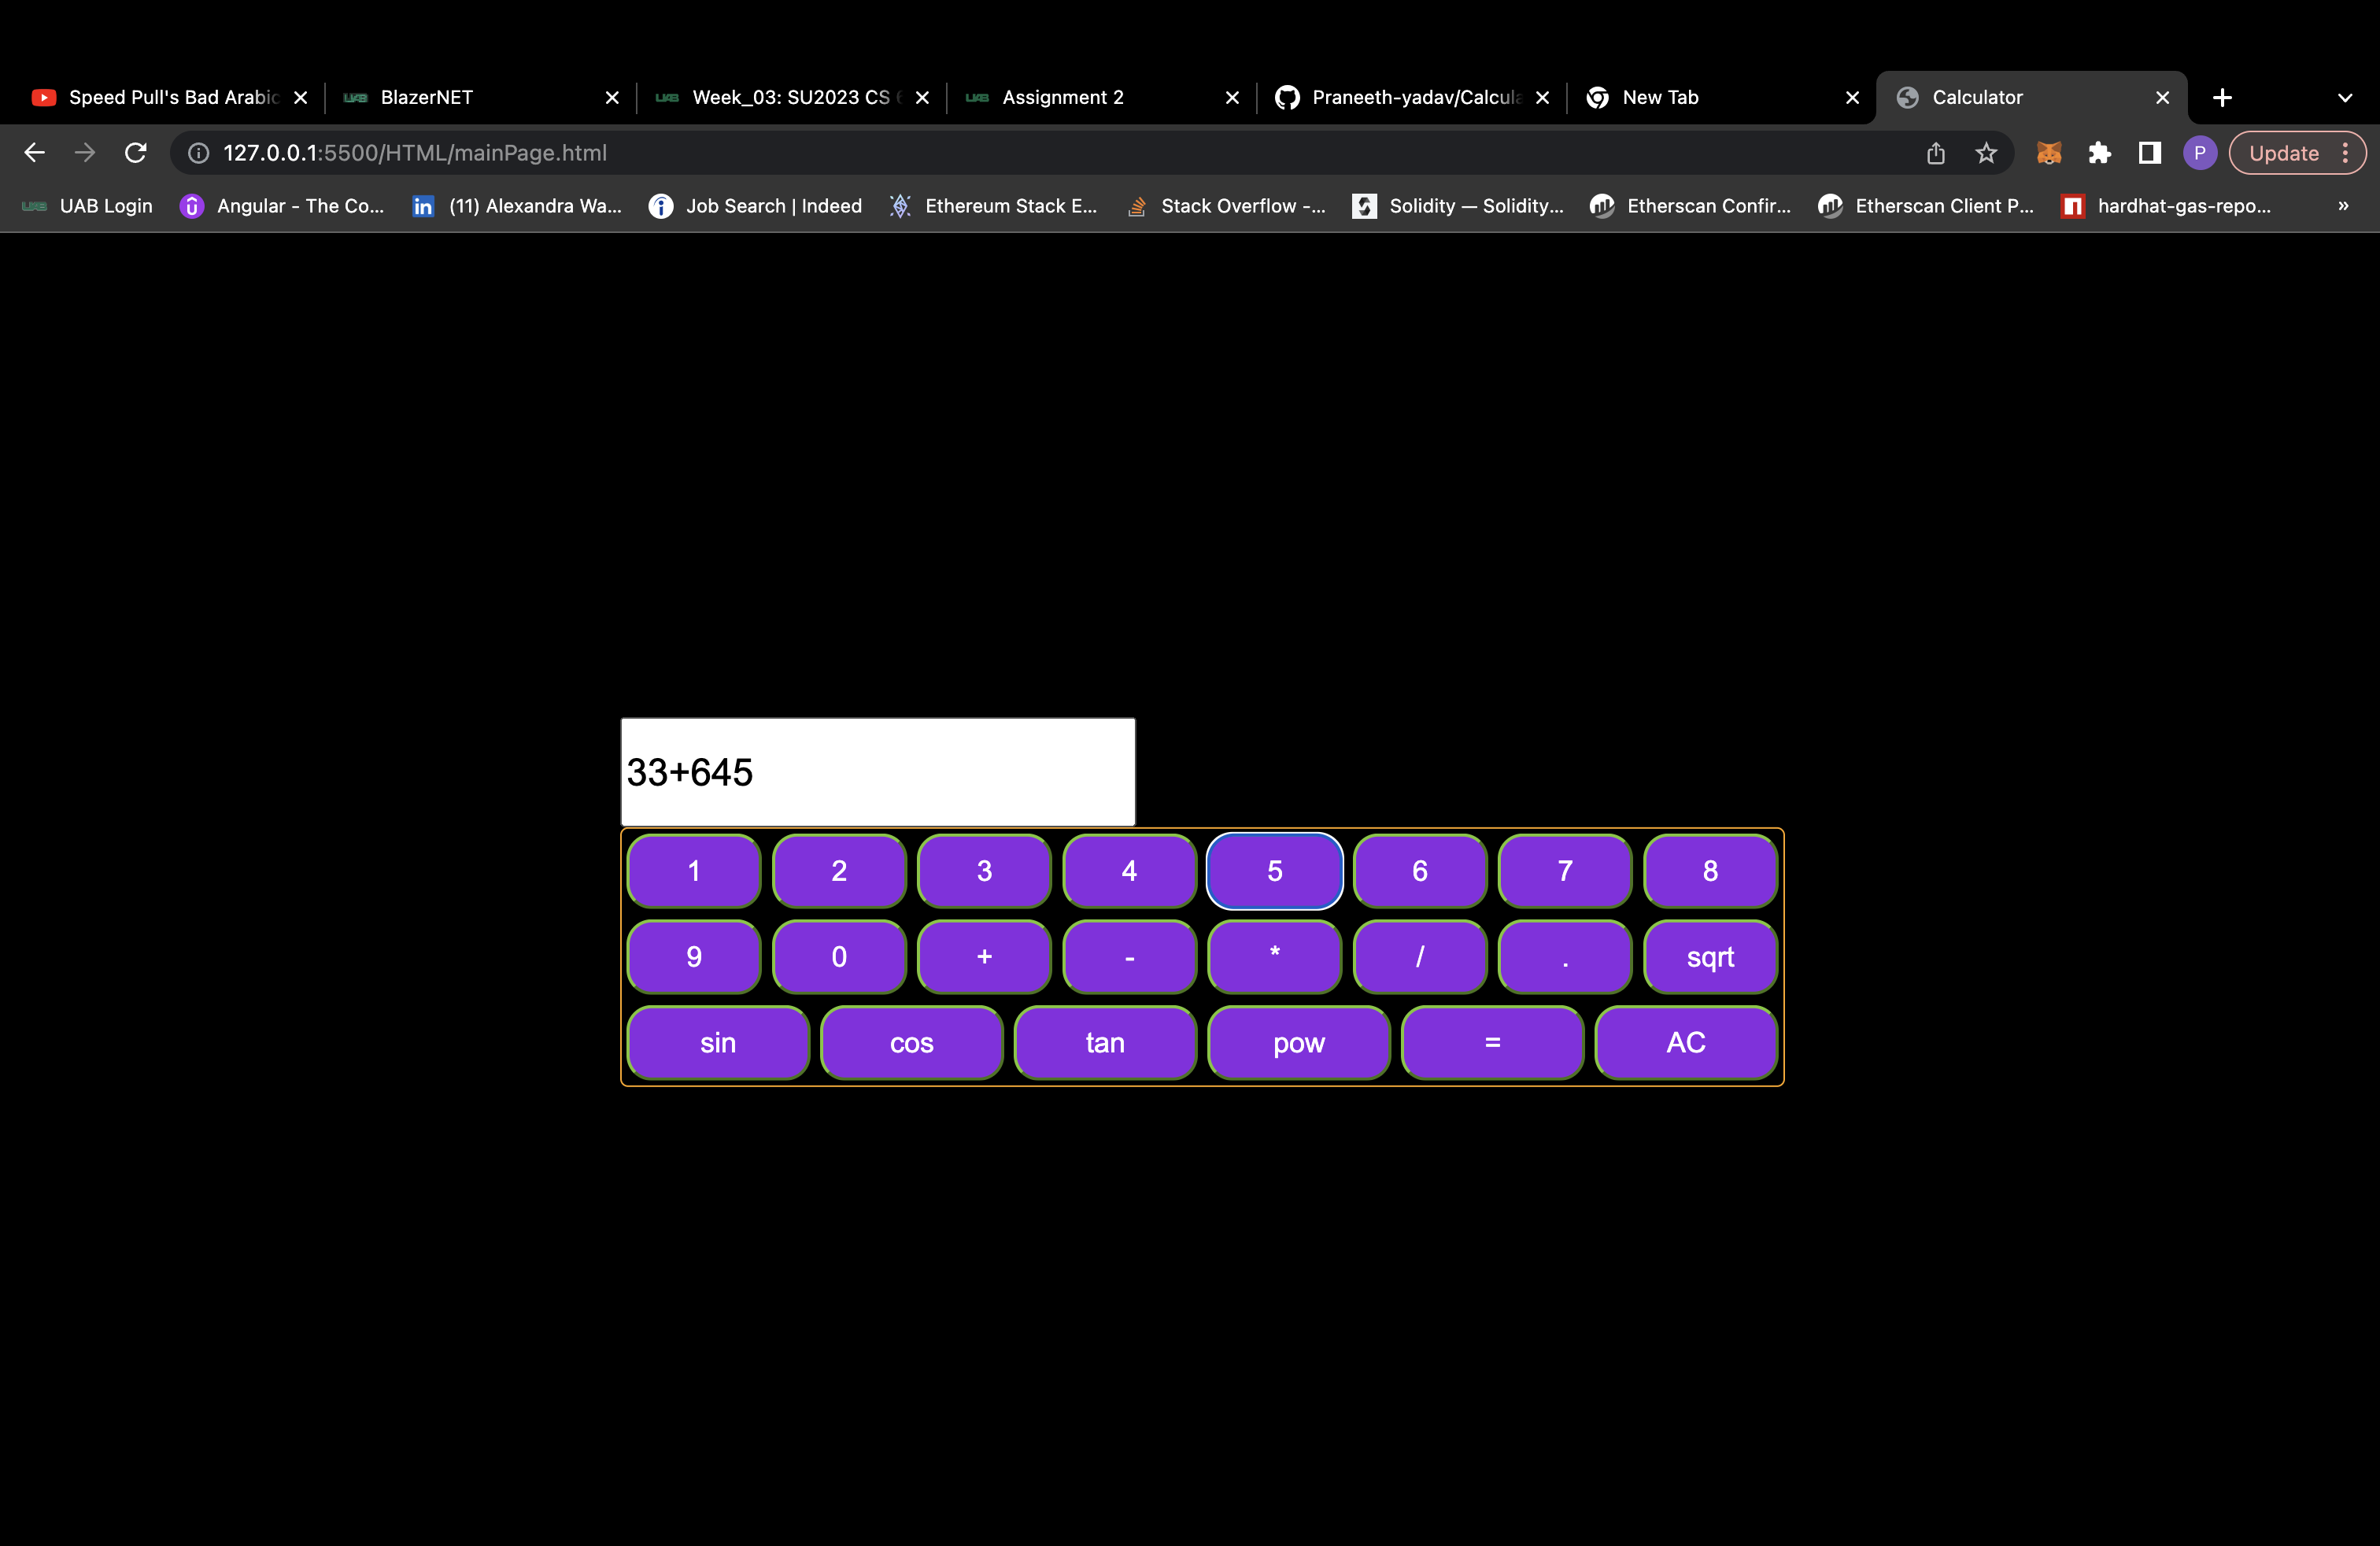 Speed Pull's Bad Arabic
BlazerNET
Week_03: SU2023 CS
Assignment 2
Praneeth-yadav/Calcula
New Tab
Calculator
127.0.0.1:5500/HTML/mainPage.html
P
Update
UAB Login
Angular - The Co...
in
(11) Alexandra Wa...
Job Search | Indeed
Ethereum Stack E...
Stack Overflow -...
Solidity — Solidity...
Etherscan Confir...
Etherscan Client P...
hardhat-gas-repo...
»
33+645
1 2 3 4 5 6 7 8
9 0 + - * / . sqrt
sin cos tan pow = AC